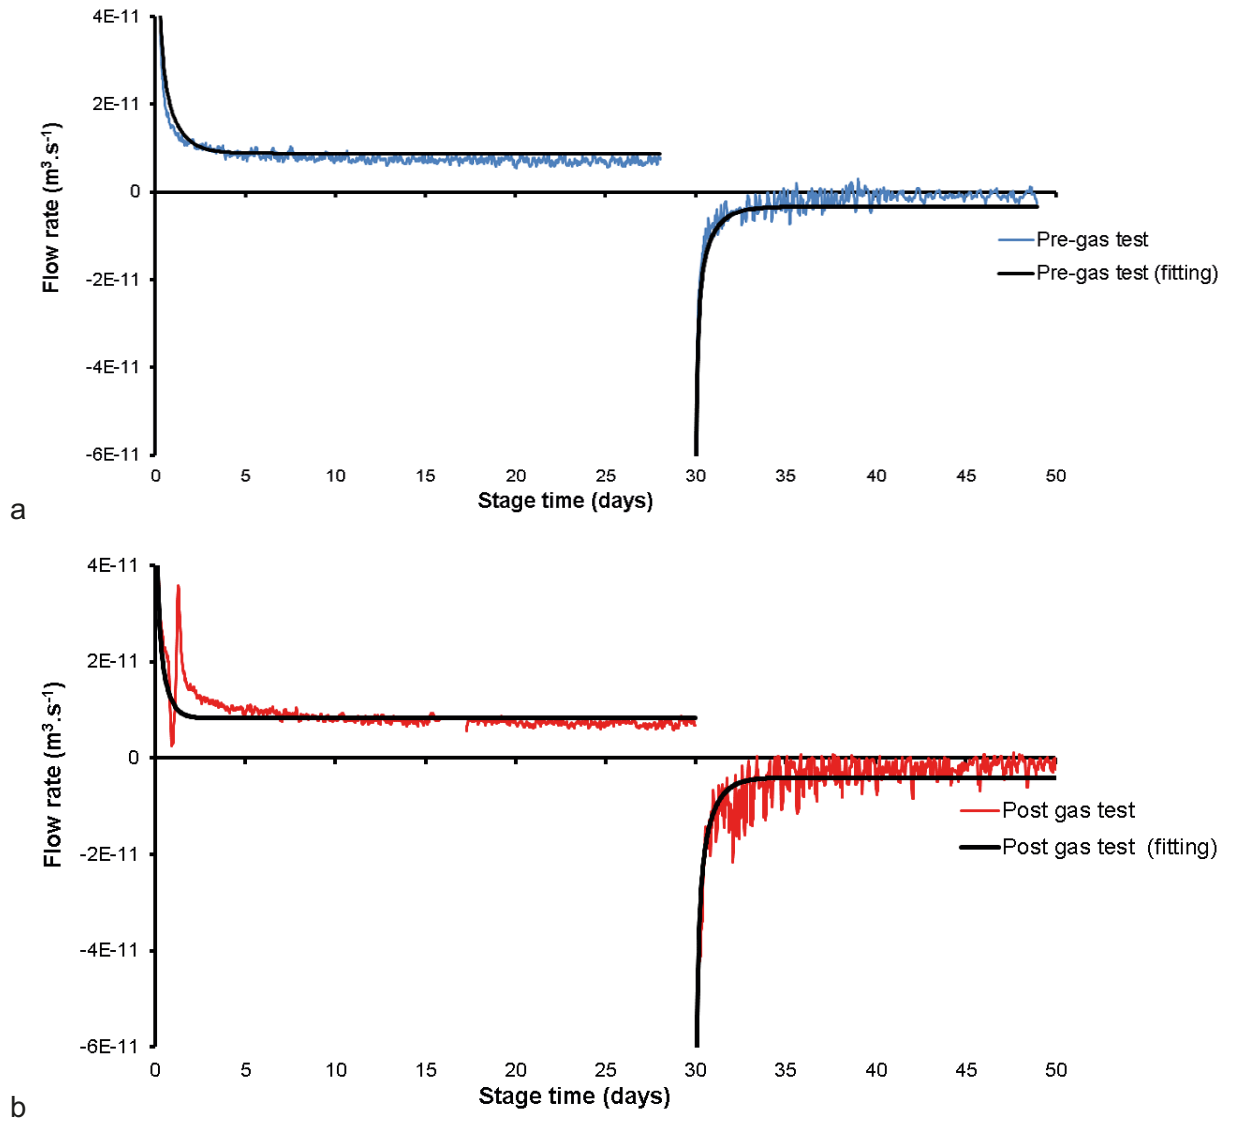 4E-11
2E-11
0
-2E-11
-4E-11
-6E-11
Flow rate (m³.s⁻¹)
Pre-gas test
Pre-gas test (fitting)
0 5 10 15 20 25 30 35 40 45 50
Stage time (days)
a
4E-11
2E-11
0
-2E-11
-4E-11
-6E-11
Flow rate (m³.s⁻¹)
Post gas test
Post gas test (fitting)
0 5 10 15 20 25 30 35 40 45 50
Stage time (days)
b